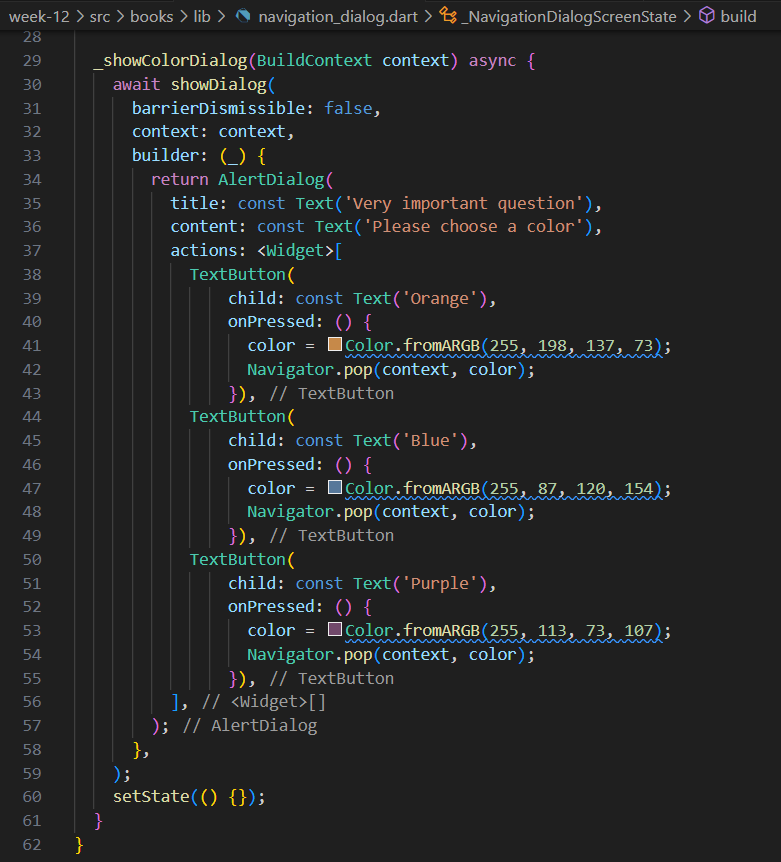 week-12 > src > books > lib > navigation_dialog.dart > _NavigationDialogScreenState > build
28
29 _showColorDialog(BuildContext context) async {
30 await showDialog(
31 barrierDismissible: false,
32 context: context,
33 builder: (_) {
34 return AlertDialog(
35 title: const Text('Very important question'),
36 content: const Text('Please choose a color'),
37 actions: <Widget>[
38 TextButton(
39 child: const Text('Orange'),
40 onPressed: () {
41 color = Color.fromARGB(255, 198, 137, 73);
42 Navigator.pop(context, color);
43 }), // TextButton
44 TextButton(
45 child: const Text('Blue'),
46 onPressed: () {
47 color = Color.fromARGB(255, 87, 120, 154);
48 Navigator.pop(context, color);
49 }), // TextButton
50 TextButton(
51 child: const Text('Purple'),
52 onPressed: () {
53 color = Color.fromARGB(255, 113, 73, 107);
54 Navigator.pop(context, color);
55 }), // TextButton
56 ], // <Widget>[]
57 ); // AlertDialog
58 },
59 );
60 setState(() {});
61 }
62 }